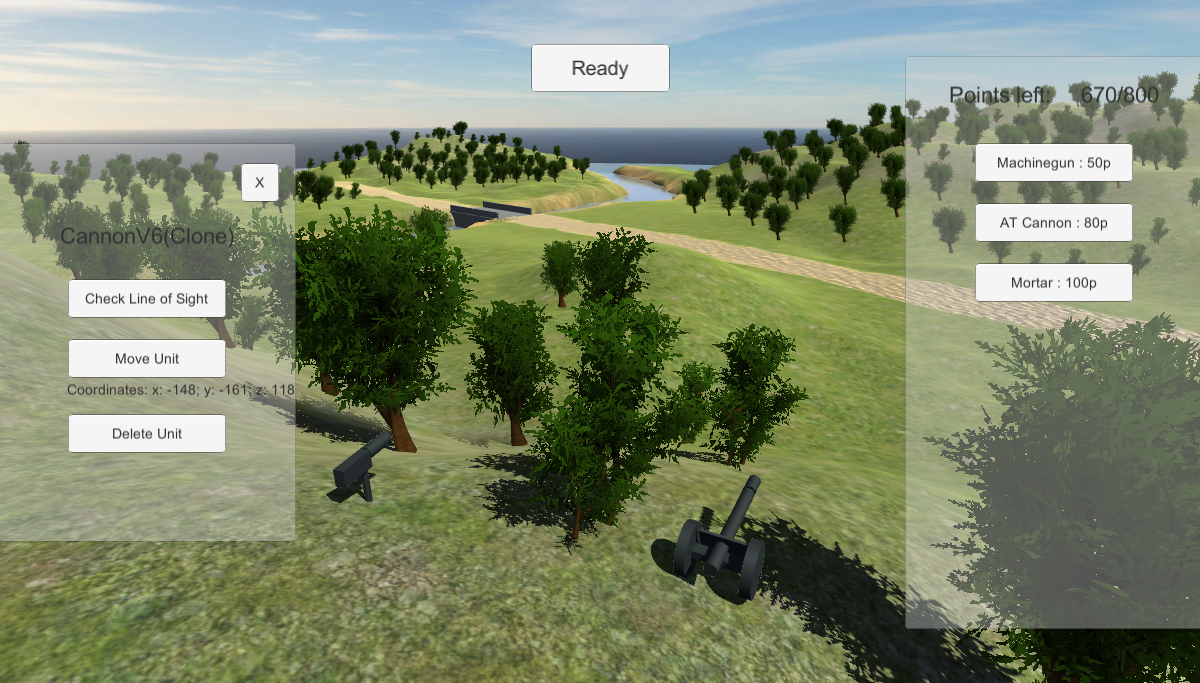 Ready
X
CannonV6(Clone)
Check Line of Sight
Move Unit
Coordinates: x: -148; y: -161; z: 118
Delete Unit
Points left: 670/800
Machinegun : 50p
AT Cannon : 80p
Mortar : 100p